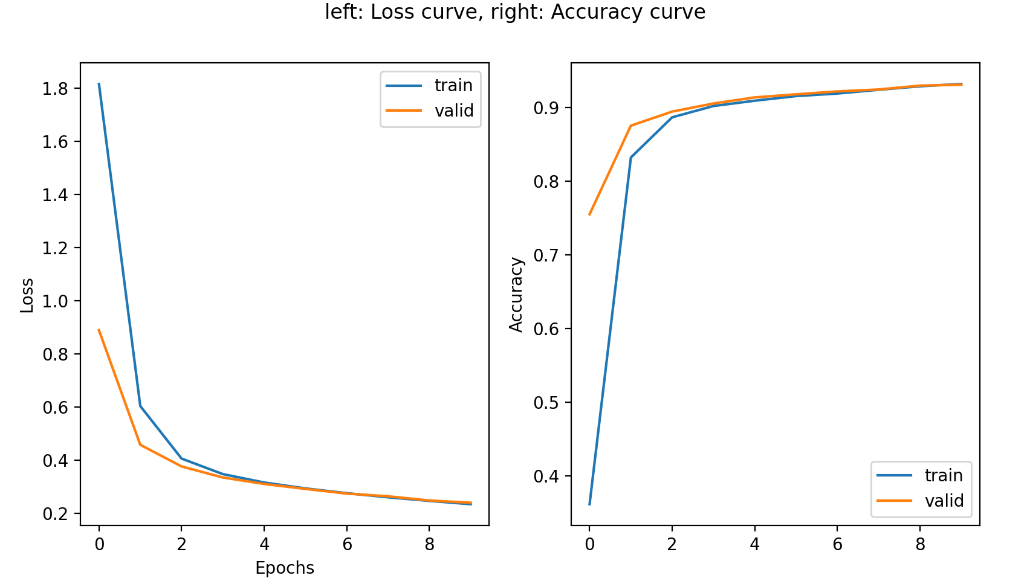 left: Loss curve, right: Accuracy curve
Loss
1.8
1.6
1.4
1.2
1.0
0.8
0.6
0.4
0.2
0 2 4 6 8
Epochs
train
valid
Accuracy
0.9
0.8
0.7
0.6
0.5
0.4
0 2 4 6 8
train
valid